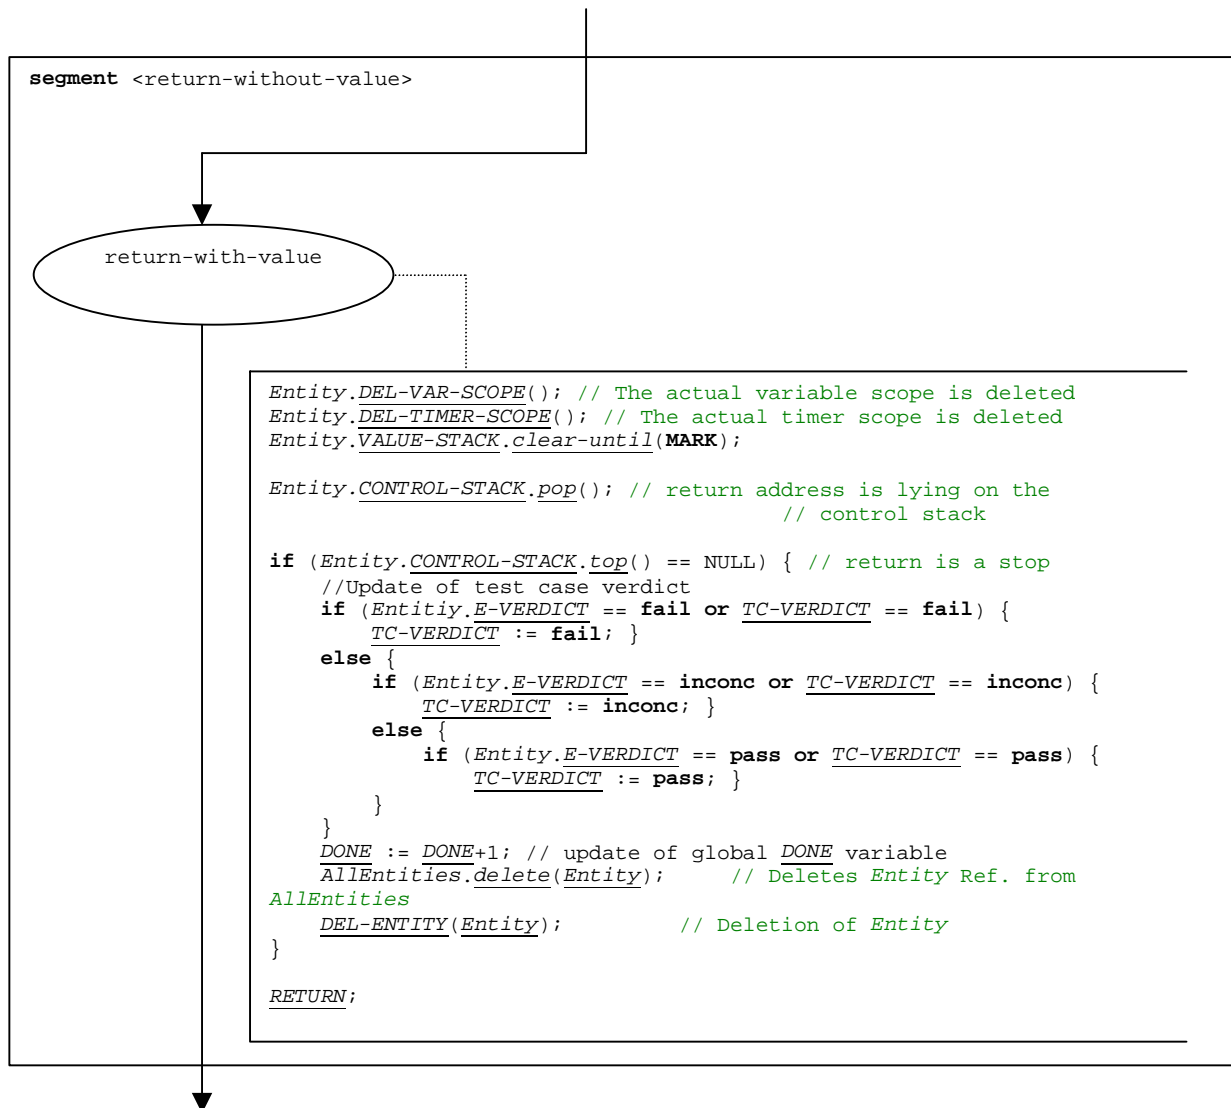 segment <return-without-value>
return-with-value
Entity.DEL-VAR-SCOPE(); // The actual variable scope is deleted
Entity.DEL-TIMER-SCOPE(); // The actual timer scope is deleted
Entity.VALUE-STACK.clear-until(MARK);
Entity.CONTROL-STACK.pop(); // return address is lying on the
// control stack
if (Entity.CONTROL-STACK.top() == NULL) { // return is a stop
//Update of test case verdict
if (Entitiy.E-VERDICT == fail or TC-VERDICT == fail) {
TC-VERDICT := fail; }
else {
if (Entity.E-VERDICT == inconc or TC-VERDICT == inconc) {
TC-VERDICT := inconc; }
else {
if (Entity.E-VERDICT == pass or TC-VERDICT == pass) {
TC-VERDICT := pass; }
}
}
DONE := DONE+1; // update of global DONE variable
AllEntities.delete(Entity); // Deletes Entity Ref. from
AllEntities
DEL-ENTITY(Entity); // Deletion of Entity
}
RETURN;